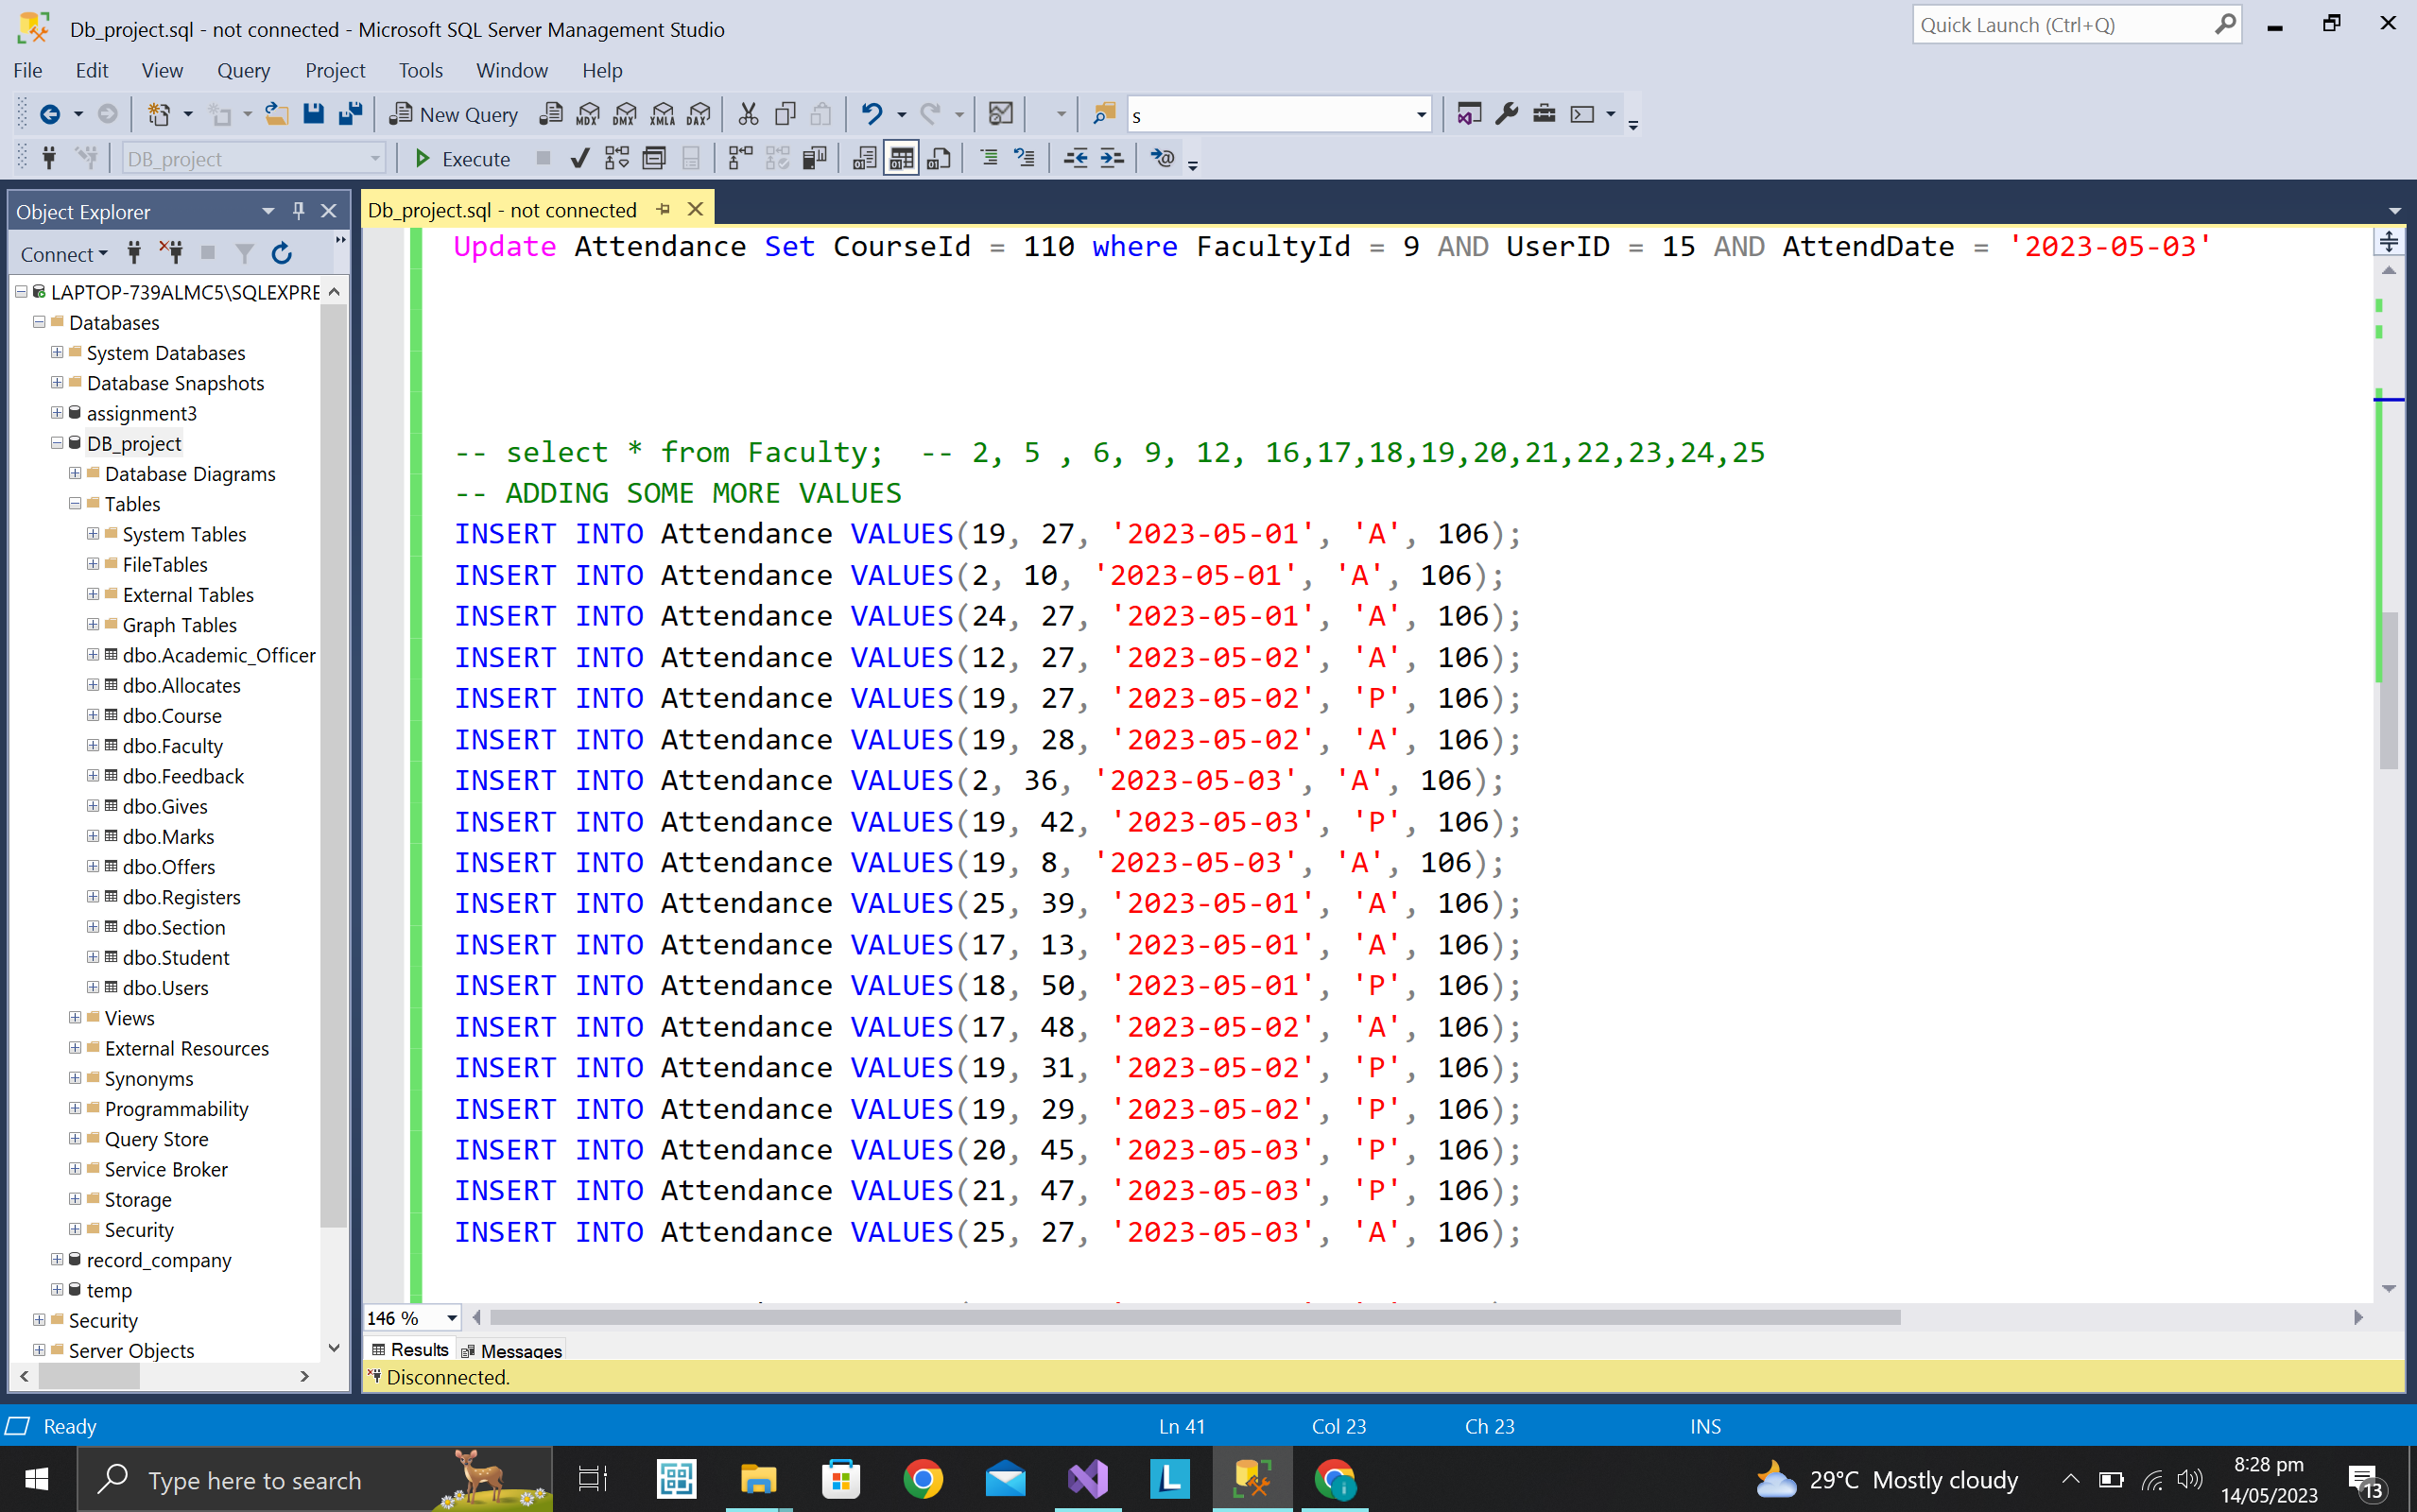 Db_project.sql - not connected - Microsoft SQL Server Management Studio
Quick Launch (Ctrl+Q)
File Edit View Query Project Tools Window Help
New Query MDX DMX XMLA DAX s
DB_project Execute
Object Explorer
Connect
LAPTOP-739ALMC5\SQLEXPRE
Databases
System Databases
Database Snapshots
assignment3
DB_project
Database Diagrams
Tables
System Tables
FileTables
External Tables
Graph Tables
dbo.Academic_Officer
dbo.Allocates
dbo.Course
dbo.Faculty
dbo.Feedback
dbo.Gives
dbo.Marks
dbo.Offers
dbo.Registers
dbo.Section
dbo.Student
dbo.Users
Views
External Resources
Synonyms
Programmability
Query Store
Service Broker
Storage
Security
record_company
temp
Security
Server Objects
Db_project.sql - not connected
Update Attendance Set CourseId = 110 where FacultyId = 9 AND UserID = 15 AND AttendDate = '2023-05-03'
-- select * from Faculty;  -- 2, 5 , 6, 9, 12, 16,17,18,19,20,21,22,23,24,25
-- ADDING SOME MORE VALUES
INSERT INTO Attendance VALUES(19, 27, '2023-05-01', 'A', 106);
INSERT INTO Attendance VALUES(2, 10, '2023-05-01', 'A', 106);
INSERT INTO Attendance VALUES(24, 27, '2023-05-01', 'A', 106);
INSERT INTO Attendance VALUES(12, 27, '2023-05-02', 'A', 106);
INSERT INTO Attendance VALUES(19, 27, '2023-05-02', 'P', 106);
INSERT INTO Attendance VALUES(19, 28, '2023-05-02', 'A', 106);
INSERT INTO Attendance VALUES(2, 36, '2023-05-03', 'A', 106);
INSERT INTO Attendance VALUES(19, 42, '2023-05-03', 'P', 106);
INSERT INTO Attendance VALUES(19, 8, '2023-05-03', 'A', 106);
INSERT INTO Attendance VALUES(25, 39, '2023-05-01', 'A', 106);
INSERT INTO Attendance VALUES(17, 13, '2023-05-01', 'A', 106);
INSERT INTO Attendance VALUES(18, 50, '2023-05-01', 'P', 106);
INSERT INTO Attendance VALUES(17, 48, '2023-05-02', 'A', 106);
INSERT INTO Attendance VALUES(19, 31, '2023-05-02', 'P', 106);
INSERT INTO Attendance VALUES(19, 29, '2023-05-02', 'P', 106);
INSERT INTO Attendance VALUES(20, 45, '2023-05-03', 'P', 106);
INSERT INTO Attendance VALUES(21, 47, '2023-05-03', 'P', 106);
INSERT INTO Attendance VALUES(25, 27, '2023-05-03', 'A', 106);
146 %
Results Messages
Disconnected.
Ready Ln 41 Col 23 Ch 23 INS
Type here to search
L
29°C Mostly cloudy
8:28 pm
14/05/2023
13